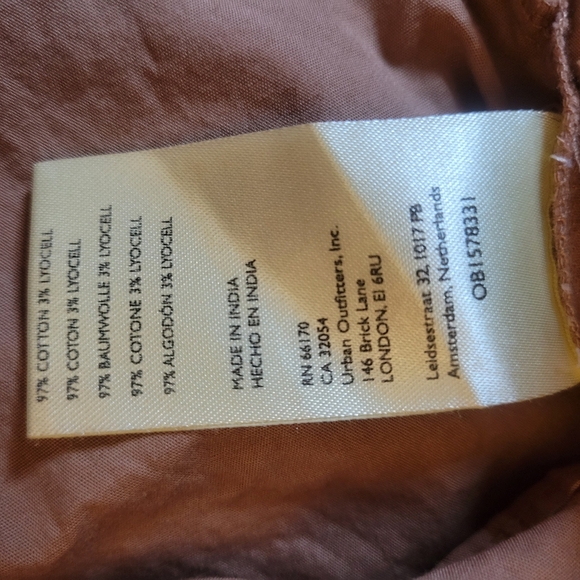 97% COTTON 3% LYOCELL
97% COTON 3% LYOCELL
97% BAUMWOLLE 3% LYOCELL
97% COTONE 3% LYOCELL
97% ALGODÓN 3% LYOCELL
MADE IN INDIA
HECHO EN INDIA
RN 66170
CA 32054
Urban Outfitters, Inc.
146 Brick Lane
LONDON, E1 6RU
Leidsestraat 32, 1017 PB
Amsterdam, Netherlands
OB1578331